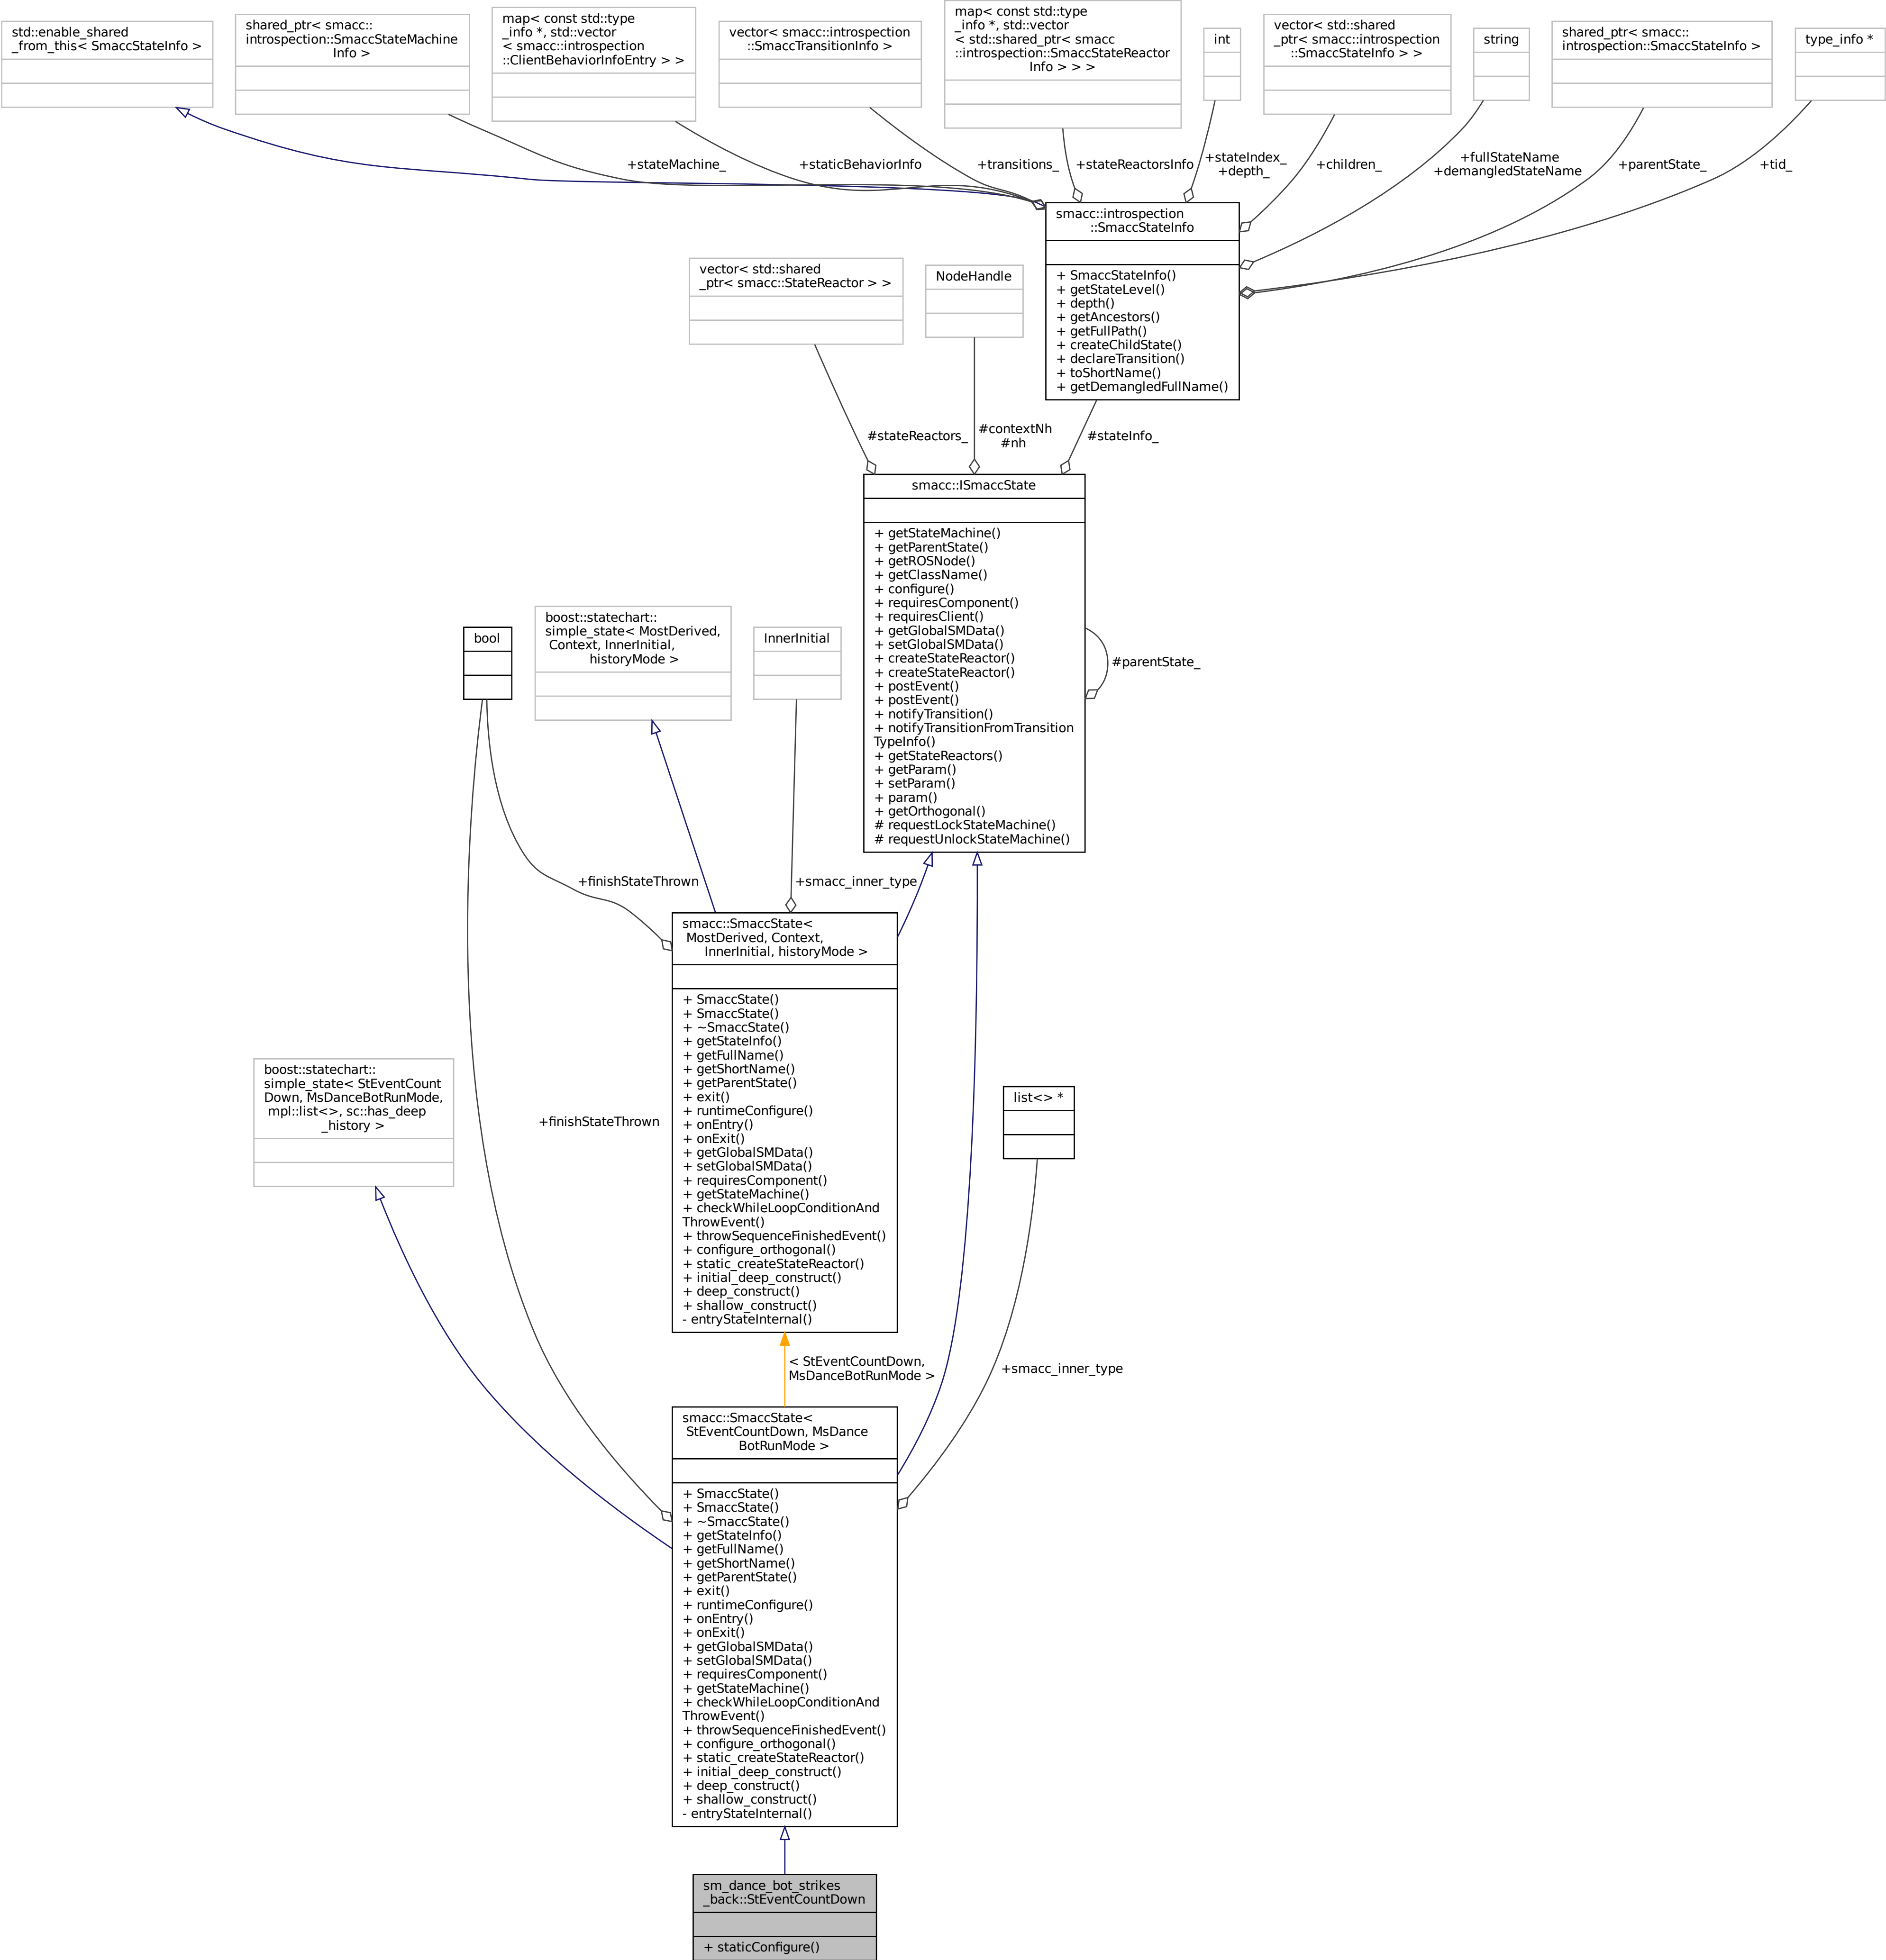 std::enable_shared
_from_this< SmaccStateInfo >
shared_ptr< smacc::
introspection::SmaccStateMachine
Info >
map< const std::type
_info *, std::vector
< smacc::introspection
::ClientBehaviorInfoEntry > >
vector< smacc::introspection
::SmaccTransitionInfo >
map< const std::type
_info *, std::vector
< std::shared_ptr< smacc
::introspection::SmaccStateReactor
Info > > >
int
vector< std::shared
_ptr< smacc::introspection
::SmaccStateInfo > >
string
shared_ptr< smacc::
introspection::SmaccStateInfo >
type_info *
+stateMachine_
+staticBehaviorInfo
+transitions_
+stateReactorsInfo
+stateIndex_
+depth_
+children_
+fullStateName
+demangledStateName
+parentState_
+tid_
smacc::introspection
::SmaccStateInfo
+ SmaccStateInfo()
+ getStateLevel()
+ depth()
+ getAncestors()
+ getFullPath()
+ createChildState()
+ declareTransition()
+ toShortName()
+ getDemangledFullName()
vector< std::shared
_ptr< smacc::StateReactor > >
NodeHandle
#stateReactors_
#contextNh
#nh
#stateInfo_
smacc::ISmaccState
+ getStateMachine()
+ getParentState()
+ getROSNode()
+ getClassName()
+ configure()
+ requiresComponent()
+ requiresClient()
+ getGlobalSMData()
+ setGlobalSMData()
+ createStateReactor()
+ createStateReactor()
+ postEvent()
+ postEvent()
+ notifyTransition()
+ notifyTransitionFromTransition
TypeInfo()
+ getStateReactors()
+ getParam()
+ setParam()
+ param()
+ getOrthogonal()
# requestLockStateMachine()
# requestUnlockStateMachine()
#parentState_
bool
boost::statechart::
simple_state< MostDerived,
Context, InnerInitial,
historyMode >
InnerInitial
+finishStateThrown
+smacc_inner_type
smacc::SmaccState<
MostDerived, Context,
InnerInitial, historyMode >
+ SmaccState()
+ SmaccState()
+ ~SmaccState()
+ getStateInfo()
+ getFullName()
+ getShortName()
+ getParentState()
+ exit()
+ runtimeConfigure()
+ onEntry()
+ onExit()
+ getGlobalSMData()
+ setGlobalSMData()
+ requiresComponent()
+ getStateMachine()
+ checkWhileLoopConditionAnd
ThrowEvent()
+ throwSequenceFinishedEvent()
+ configure_orthogonal()
+ static_createStateReactor()
+ initial_deep_construct()
+ deep_construct()
+ shallow_construct()
- entryStateInternal()
boost::statechart::
simple_state< StEventCount
Down, MsDanceBotRunMode,
mpl::list<>, sc::has_deep
_history >
+finishStateThrown
list<> *
< StEventCountDown,
MsDanceBotRunMode >
+smacc_inner_type
smacc::SmaccState<
StEventCountDown, MsDance
BotRunMode >
+ SmaccState()
+ SmaccState()
+ ~SmaccState()
+ getStateInfo()
+ getFullName()
+ getShortName()
+ getParentState()
+ exit()
+ runtimeConfigure()
+ onEntry()
+ onExit()
+ getGlobalSMData()
+ setGlobalSMData()
+ requiresComponent()
+ getStateMachine()
+ checkWhileLoopConditionAnd
ThrowEvent()
+ throwSequenceFinishedEvent()
+ configure_orthogonal()
+ static_createStateReactor()
+ initial_deep_construct()
+ deep_construct()
+ shallow_construct()
- entryStateInternal()
sm_dance_bot_strikes
_back::StEventCountDown
+ staticConfigure()